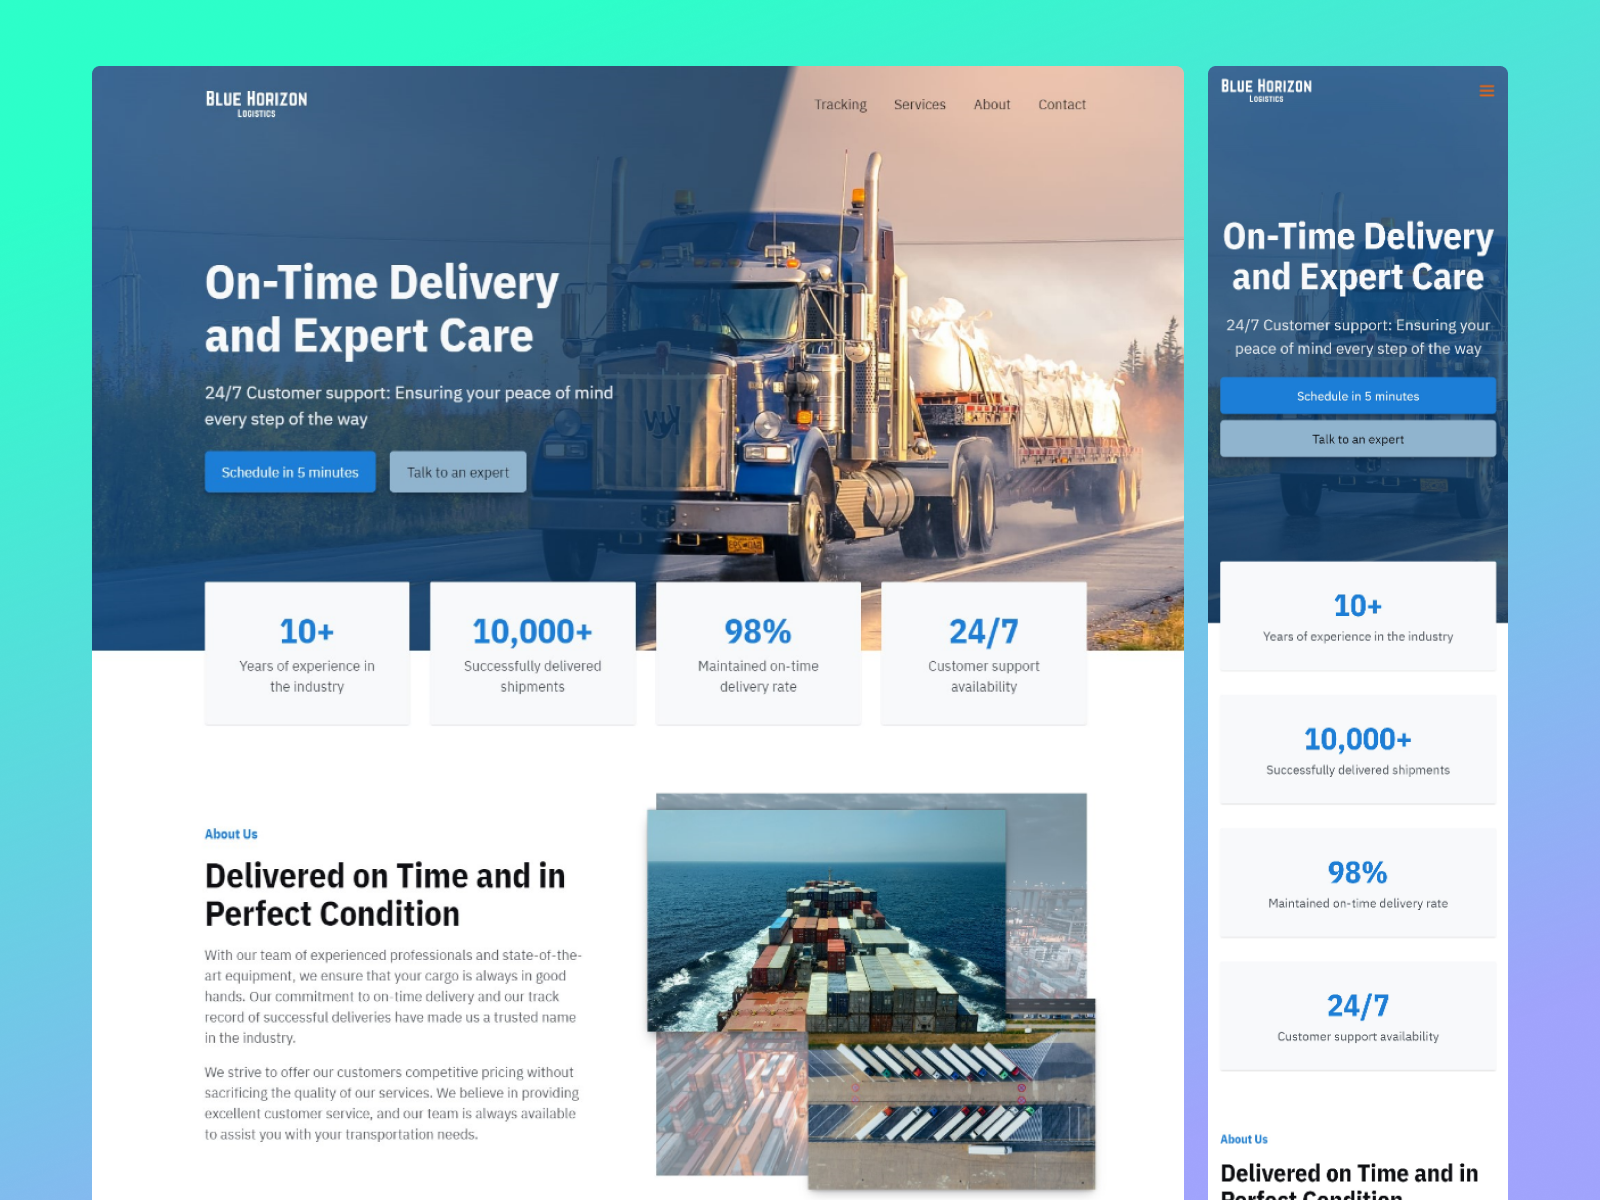 BLUE HORIZON
LOGISTICS
Tracking
Services
About
Contact
On-Time Delivery
and Expert Care
24/7 Customer support: Ensuring your peace of mind
every step of the way
Schedule in 5 minutes
Talk to an expert
10+
Years of experience in
the industry
10,000+
Successfully delivered
shipments
98%
Maintained on-time
delivery rate
24/7
Customer support
availability
About Us
Delivered on Time and in
Perfect Condition
With our team of experienced professionals and state-of-the-
art equipment, we ensure that your cargo is always in good
hands. Our commitment to on-time delivery and our track
record of successful deliveries have made us a trusted name
in the industry.
We strive to offer our customers competitive pricing without
sacrificing the quality of our services. We believe in providing
excellent customer service, and our team is always available
to assist you with your transportation needs.
BLUE HORIZON
LOGISTICS
On-Time Delivery
and Expert Care
24/7 Customer support: Ensuring your
peace of mind every step of the way
Schedule in 5 minutes
Talk to an expert
10+
Years of experience in the industry
10,000+
Successfully delivered shipments
98%
Maintained on-time delivery rate
24/7
Customer support availability
About Us
Delivered on Time and in
Perfect Condition